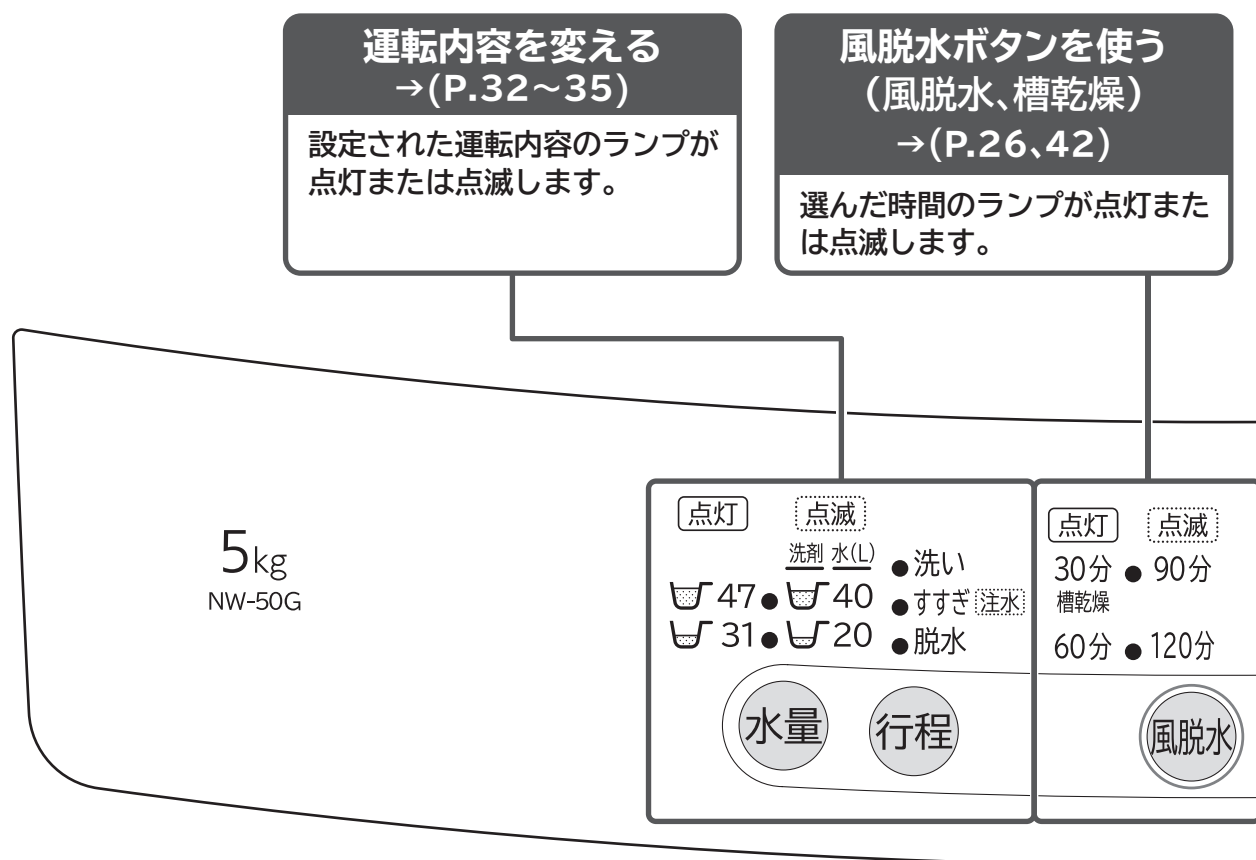 運転内容を変える
→(P.32～35)
設定された運転内容のランプが
点灯または点滅します。
風脱水ボタンを使う
（風脱水、槽乾燥）
→(P.26、42)
選んだ時間のランプが点灯また
は点滅します。
5kg
NW-50G
点灯 点滅
洗剤 水(L)
47 ● 40
31 ● 20
●洗い
●すすぎ 注水
●脱水
水量 行程
点灯 点滅
30分 ● 90分
槽乾燥
60分 ● 120分
風脱水